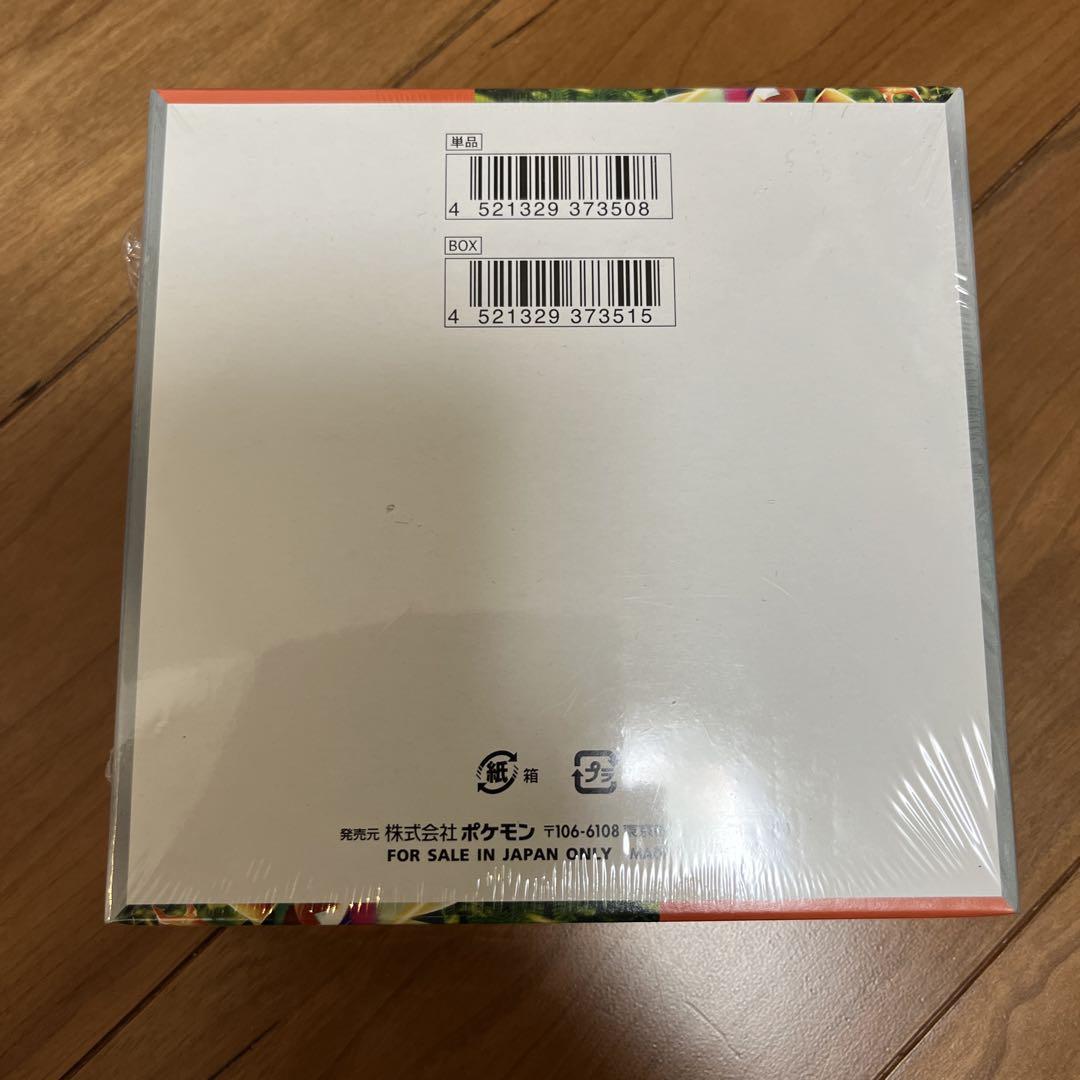 単品
4 521329 373508
BOX
4 521329 373515
紙 箱 プラ
発売元 株式会社 ポケモン 〒106-6108
FOR SALE IN JAPAN ONLY